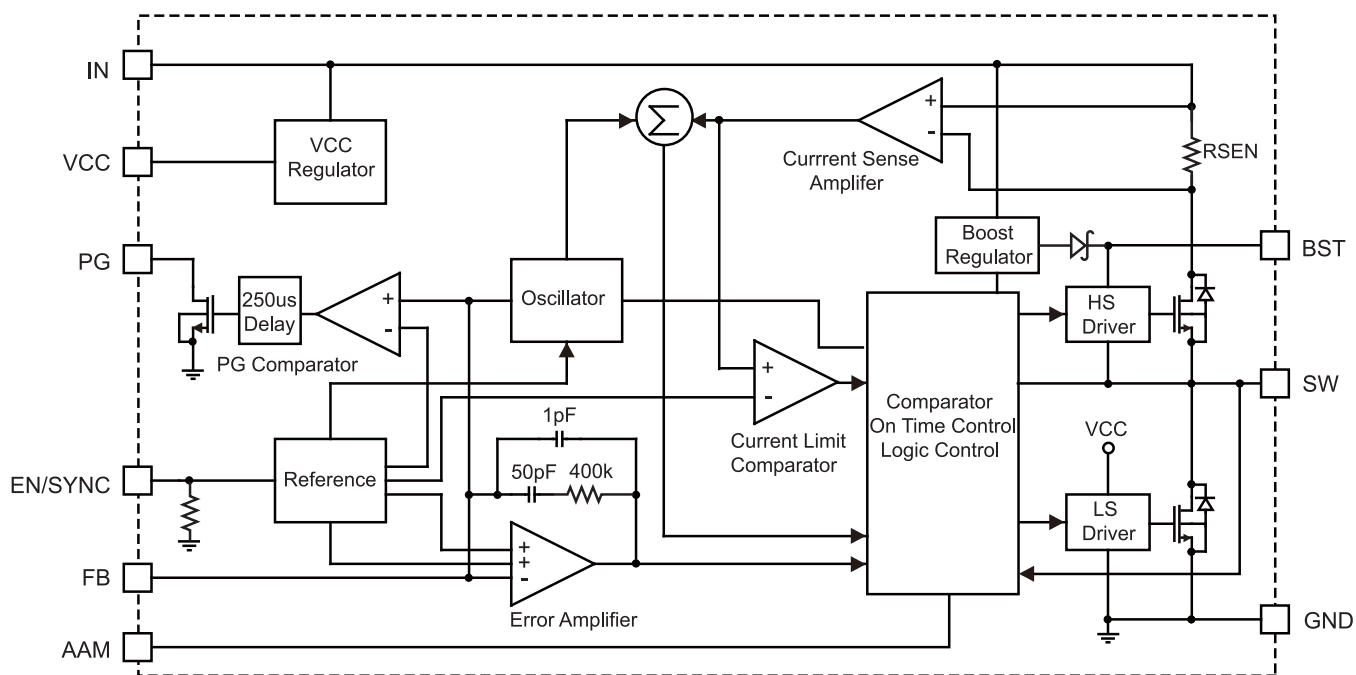 IN
VCC
VCC
Regulator
Σ
+
-
Currrent Sense
Amplifer
RSEN
PG
250us
Delay
+
-
PG Comparator
Oscillator
Boost
Regulator
BST
HS
Driver
+
-
Current Limit
Comparator
Comparator
On Time Control
Logic Control
SW
1pF
50pF
400k
VCC
EN/SYNC
Reference
LS
Driver
+
+
-
Error Amplifier
FB
AAM
GND